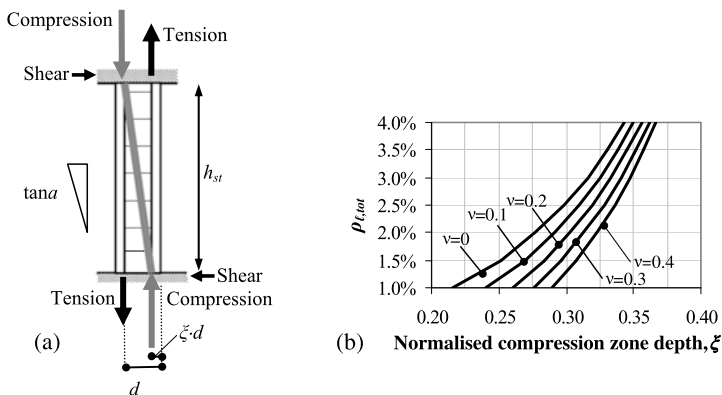 Compression
Tension
Shear
h_st
tana
Shear
Tension
Compression
(a)
ξ·d
d
4.0%
3.5%
3.0%
2.5%
2.0%
1.5%
1.0%
ρ_ℓ,tot
ν=0
ν=0.1
ν=0.2
ν=0.3
ν=0.4
0.20 0.25 0.30 0.35 0.40
(b) Normalised compression zone depth, ξ